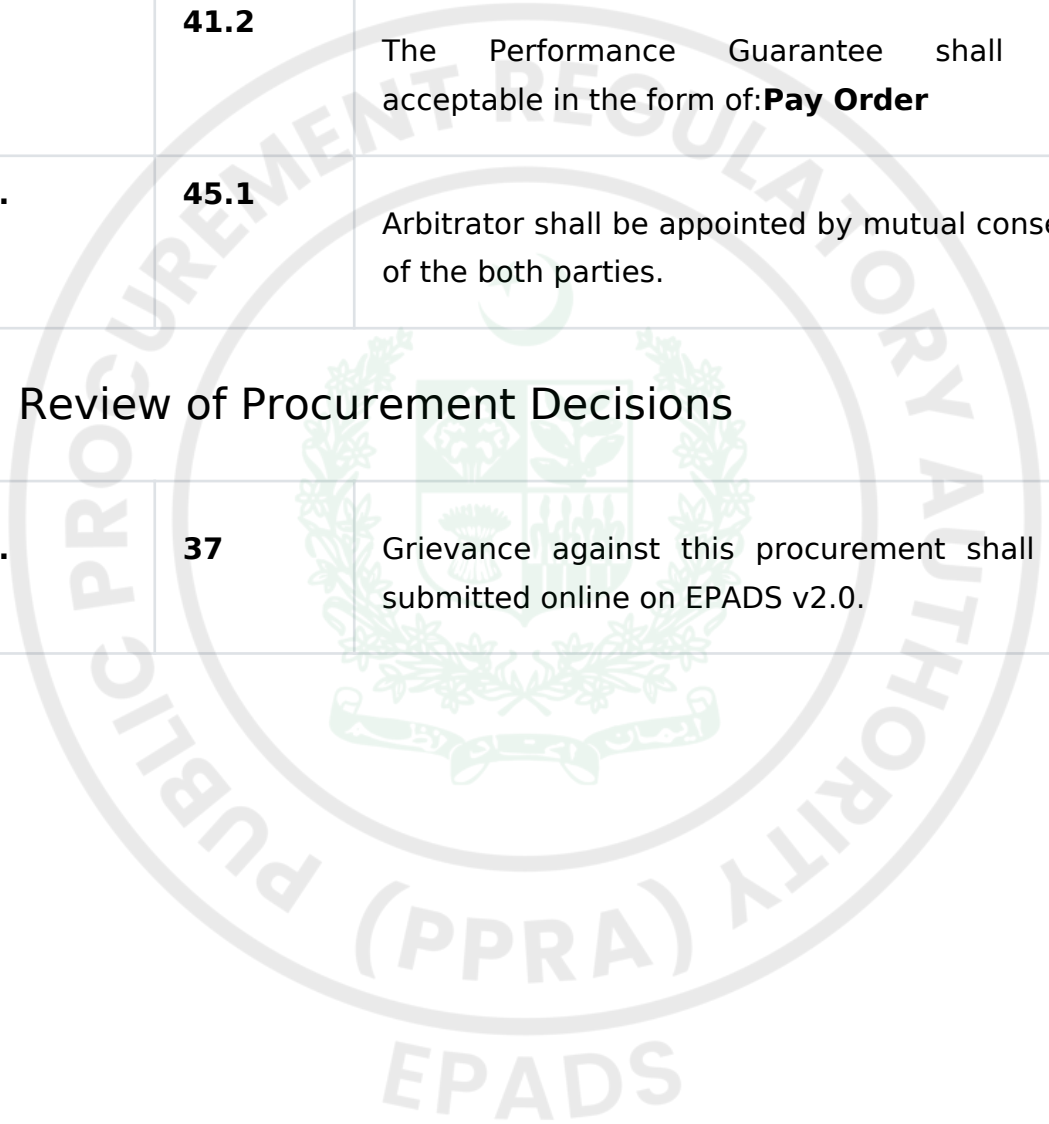 41.2
The Performance Guarantee shall
acceptable in the form of:Pay Order
. 45.1
Arbitrator shall be appointed by mutual conse
of the both parties.
Review of Procurement Decisions
. 37 Grievance against this procurement shall
submitted online on EPADS v2.0.
PUBLIC PROCUREMENT REGULATORY AUTHORITY
(PPRA)
EPADS